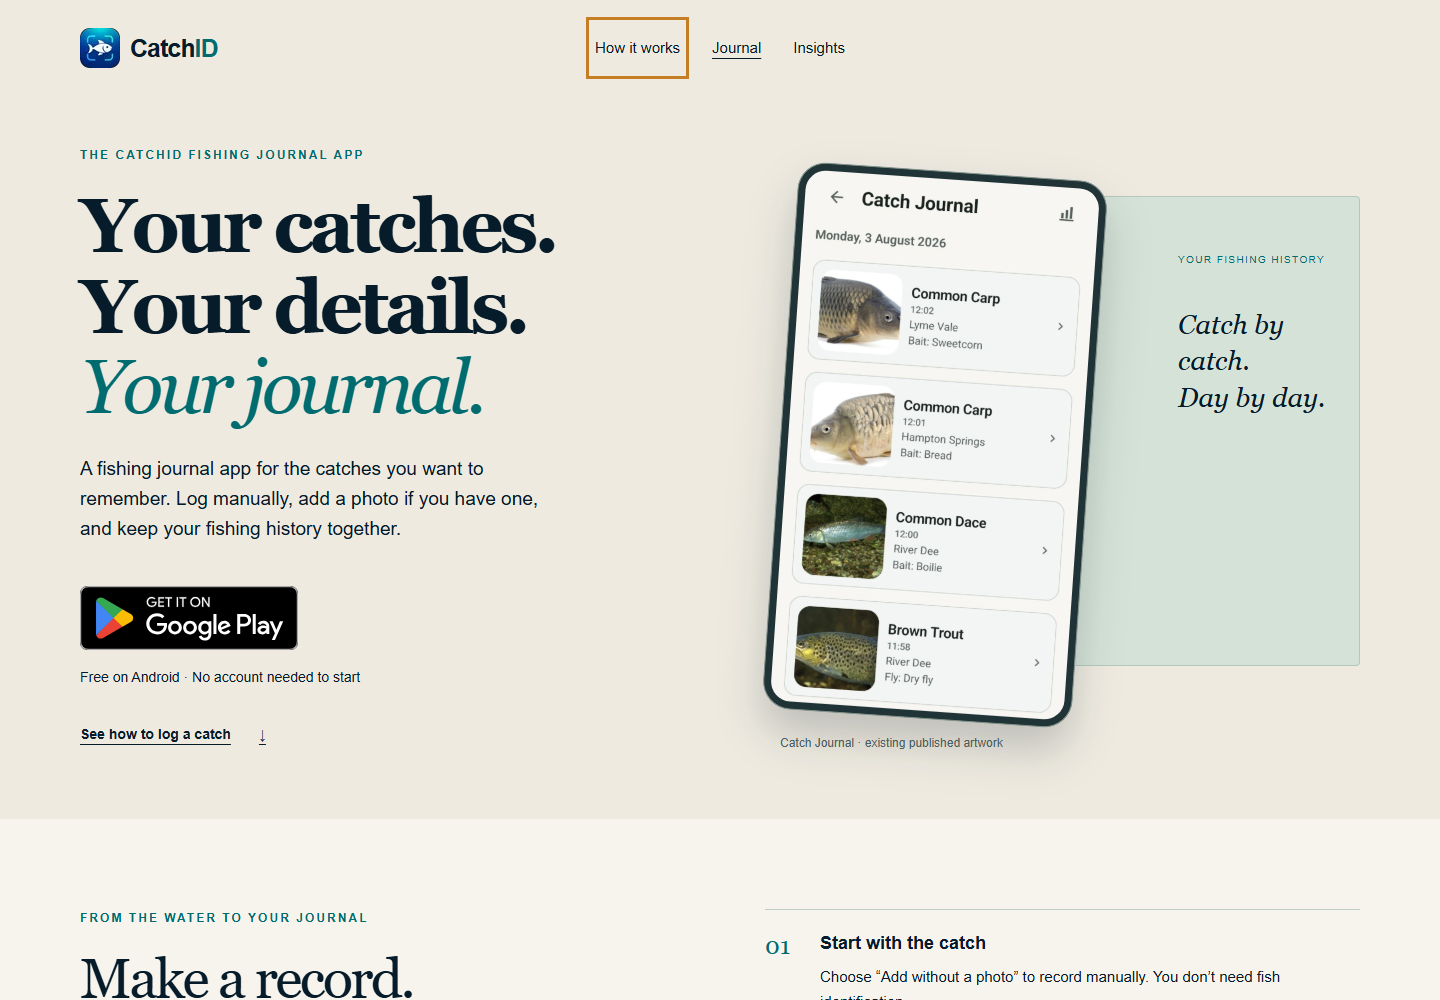 CatchID
How it works
Journal
Insights
THE CATCHID FISHING JOURNAL APP
Your catches.
Your details.
Your journal.
A fishing journal app for the catches you want to
remember. Log manually, add a photo if you have one,
and keep your fishing history together.
GET IT ON
Google Play
Free on Android · No account needed to start
See how to log a catch ↓
Catch Journal
Monday, 3 August 2026
Common Carp
12:02
Lyme Vale
Bait: Sweetcorn
Common Carp
12:01
Hampton Springs
Bait: Bread
Common Dace
12:00
River Dee
Bait: Boilie
Brown Trout
11:58
River Dee
Fly: Dry fly
YOUR FISHING HISTORY
Catch by
catch.
Day by day.
Catch Journal · existing published artwork
FROM THE WATER TO YOUR JOURNAL
Make a record.
01
Start with the catch
Choose “Add without a photo” to record manually. You don’t need fish
identification.